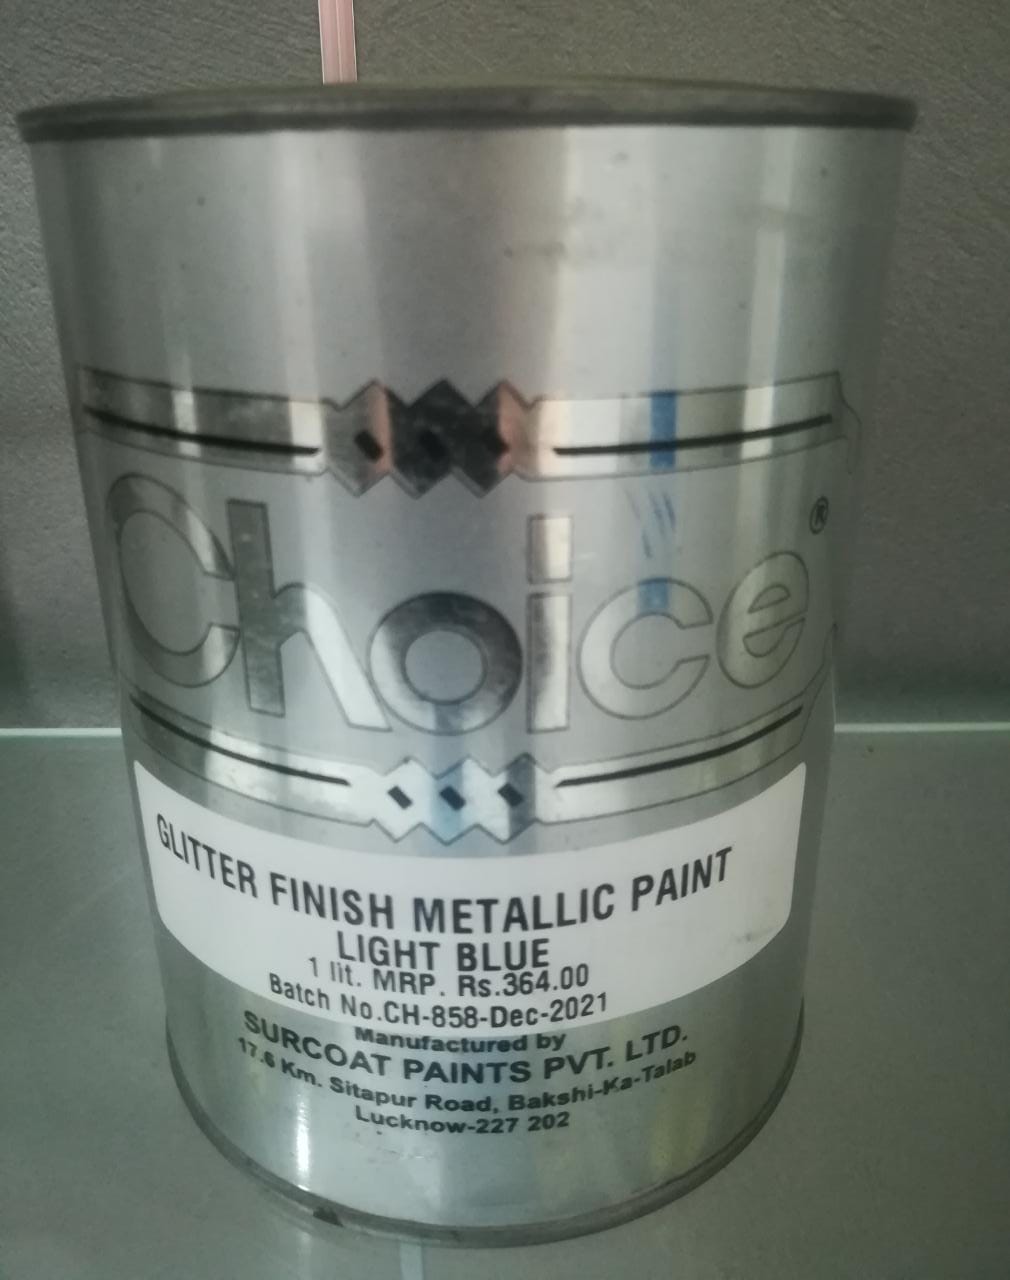 Choice®
GLITTER FINISH METALLIC PAINT
LIGHT BLUE
1 lit. MRP. Rs.364.00
Batch No.CH-858-Dec-2021
Manufactured by
SURCOAT PAINTS PVT. LTD.
17.6 Km. Sitapur Road, Bakshi-Ka-Talab
Lucknow-227 202